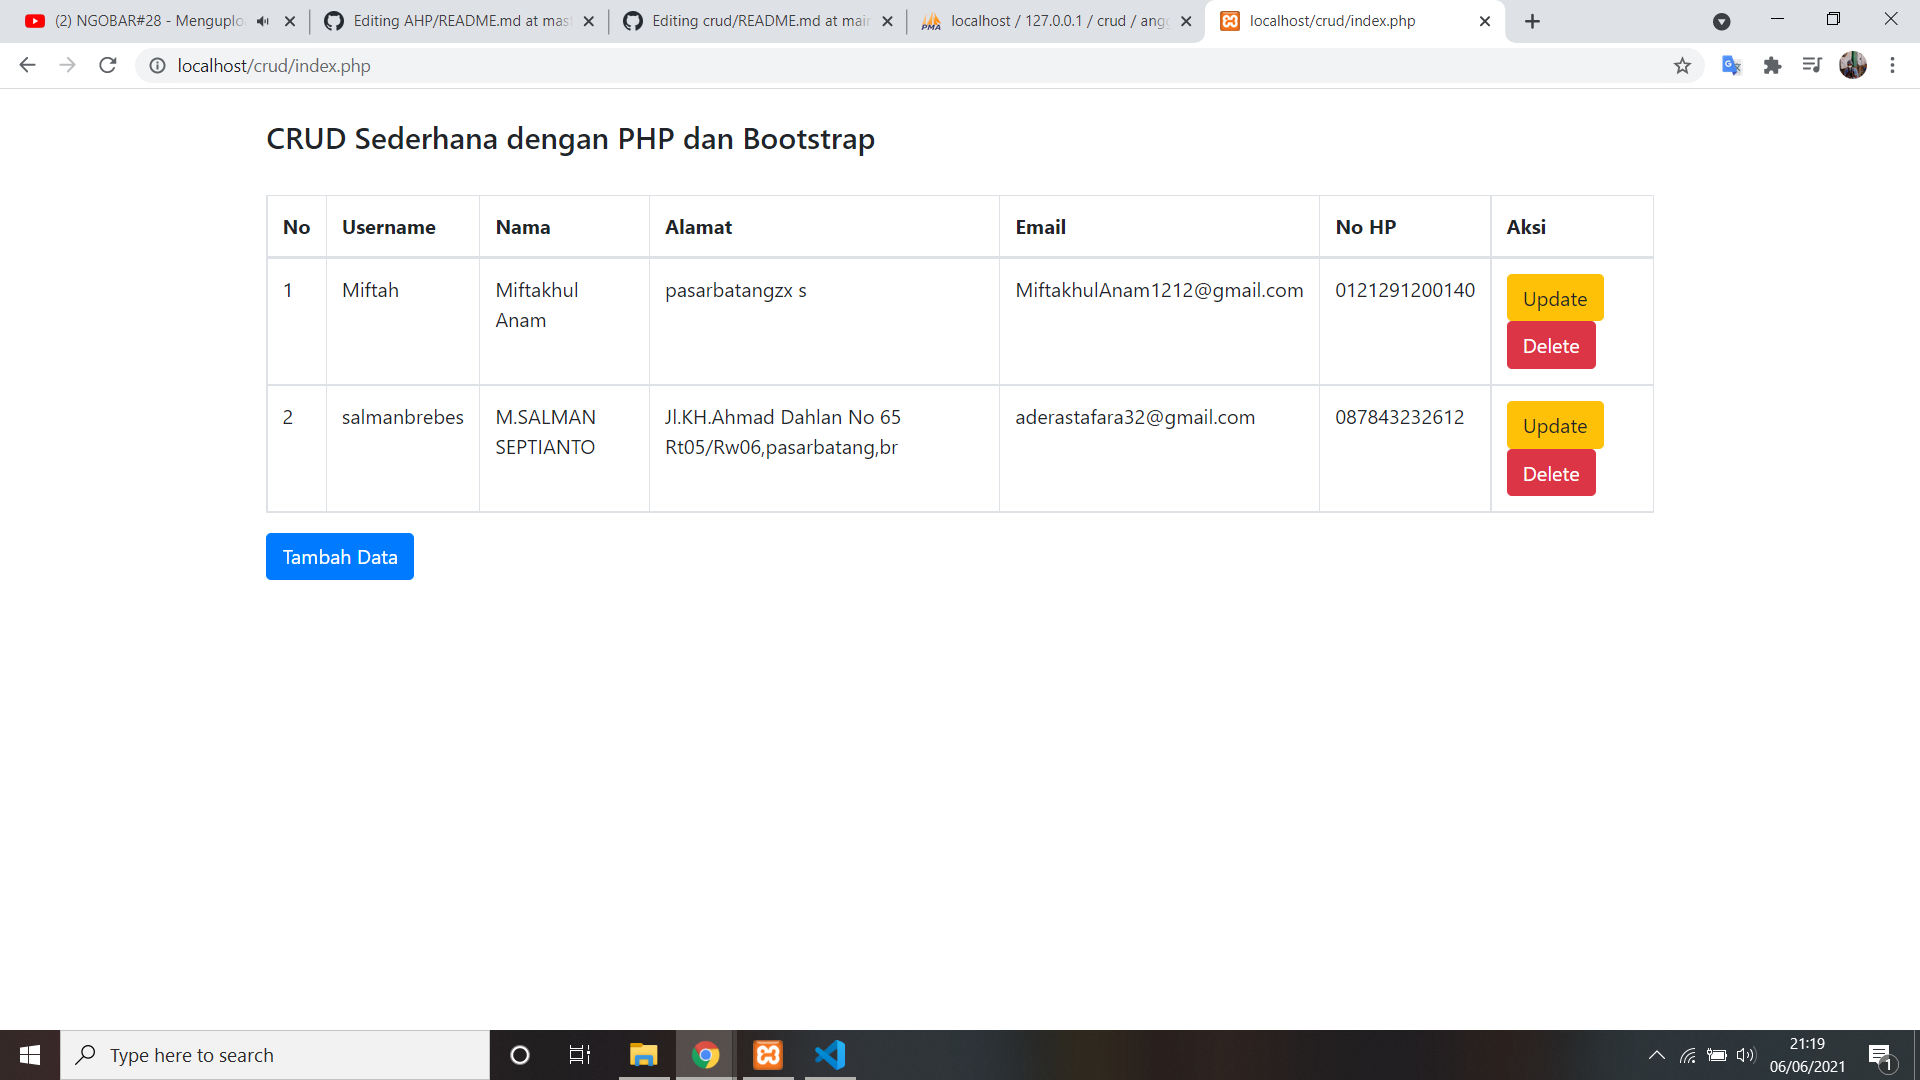 (2) NGOBAR#28 - Menguplo
Editing AHP/README.md at mas
Editing crud/README.md at main
localhost / 127.0.0.1 / crud / angg
localhost/crud/index.php
localhost/crud/index.php
CRUD Sederhana dengan PHP dan Bootstrap
No Username Nama Alamat Email No HP Aksi
1 Miftah Miftakhul pasarbatangzx s MiftakhulAnam1212@gmail.com 0121291200140 Update
Anam Delete
2 salmanbrebes M.SALMAN Jl.KH.Ahmad Dahlan No 65 aderastafara32@gmail.com 087843232612 Update
SEPTIANTO Rt05/Rw06,pasarbatang,br Delete
Tambah Data
Type here to search
21:19
06/06/2021
1